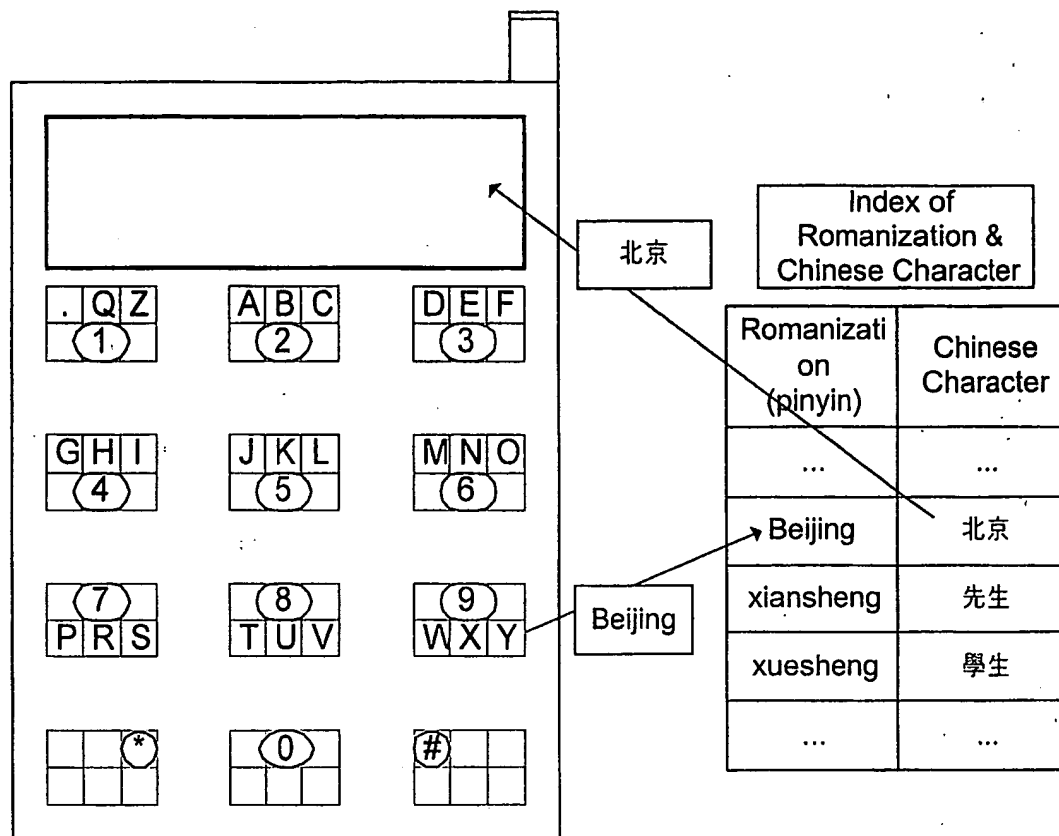 北京
Index of
Romanization &
Chinese Character
. Q Z
1
A B C
2
D E F
3
G H I
4
J K L
5
M N O
6
7
P R S
8
T U V
9
W X Y
*
0
#
Beijing
Romanizati
on
(pinyin)
Chinese
Character
... ...
Beijing 北京
xiansheng 先生
xuesheng 學生
... ...